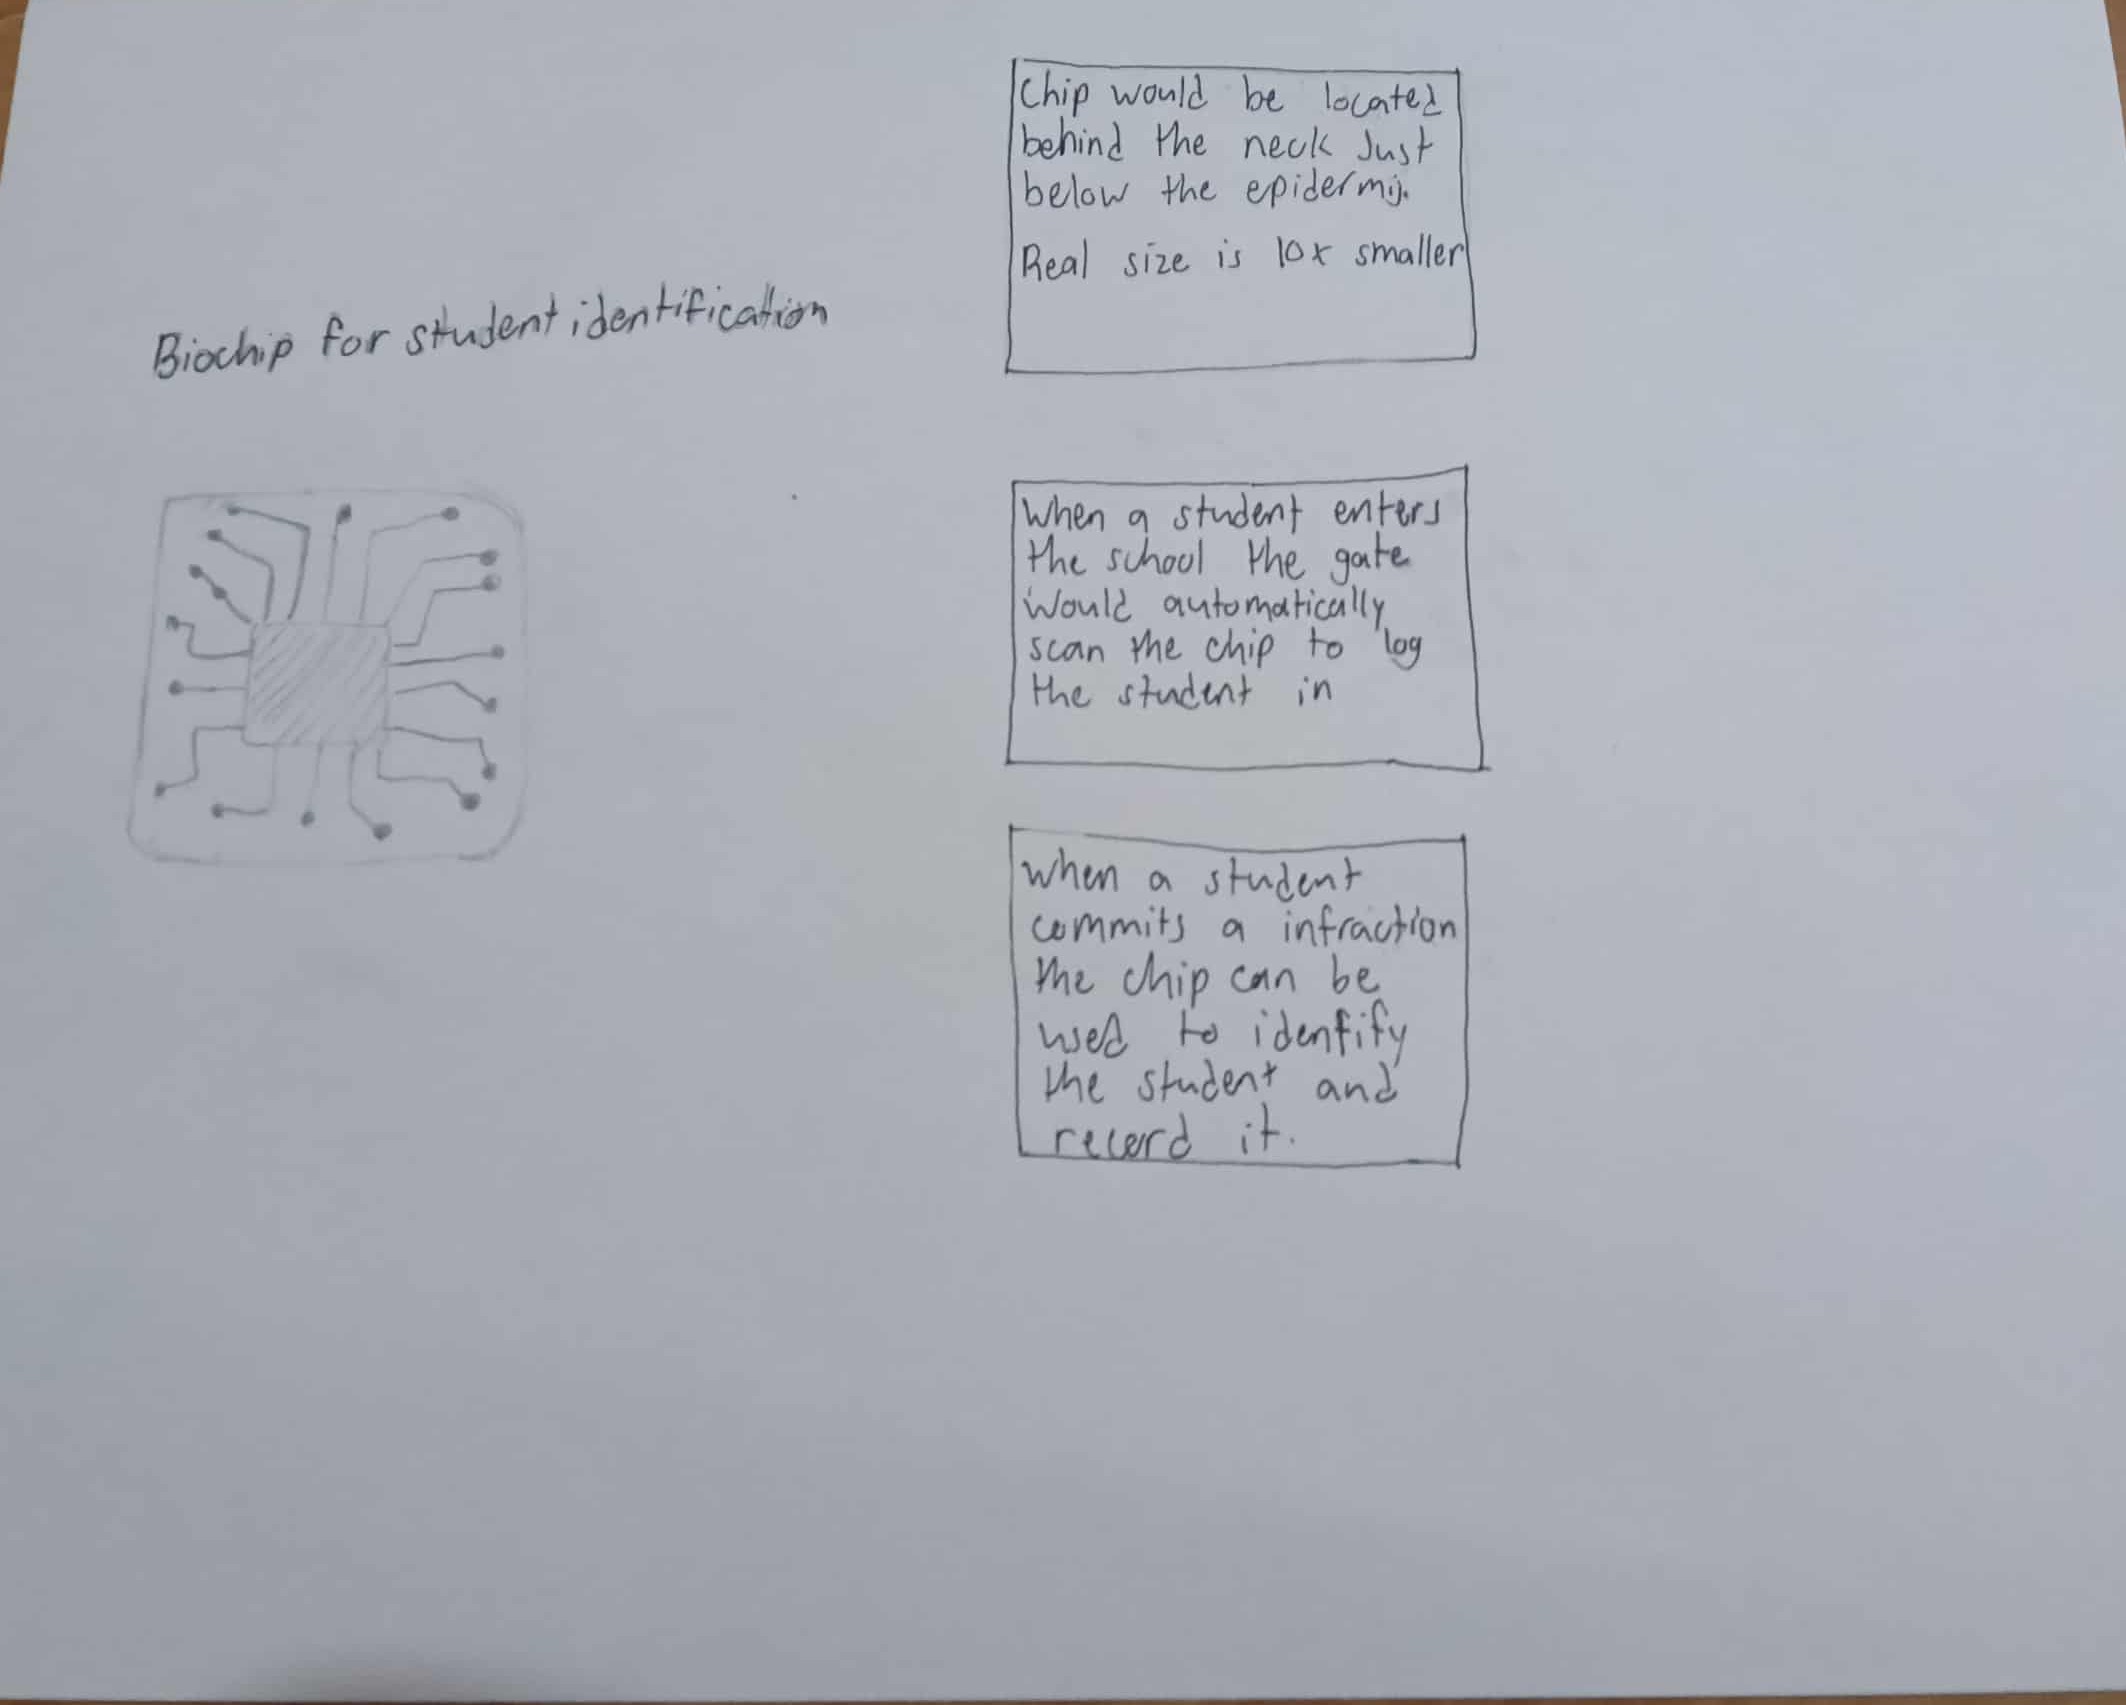 Biochip for student identification
Chip would be located
behind the neck Just
below the epidermis.
Real size is 10x smaller
When a student enters
the school the gate
would automatically
scan the chip to log
the student in
When a student
commits a infraction
the chip can be
used to identify
the student and
record it.